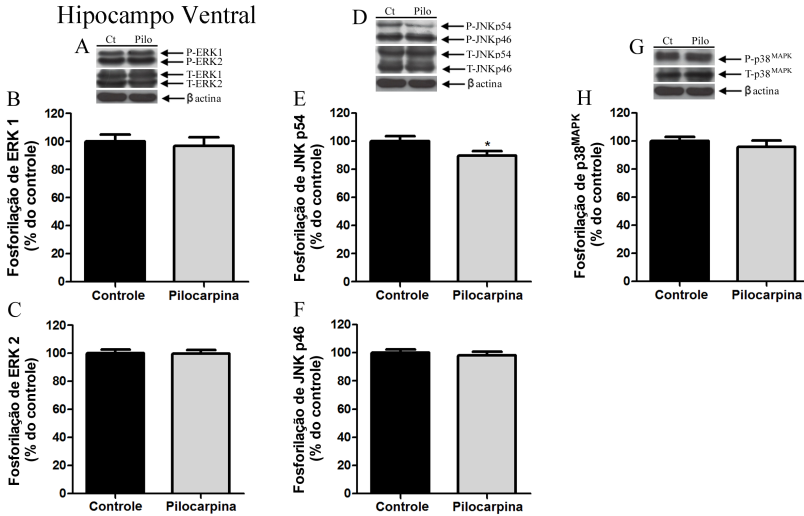 Hipocampo Ventral
A
Ct Pilo
P-ERK1
P-ERK2
T-ERK1
T-ERK2
β actina
B
Fosforilação de ERK 1
(% do controle)
120
100
80
60
40
20
0
Controle Pilocarpina
C
Fosforilação de ERK 2
(% do controle)
120
100
80
60
40
20
0
Controle Pilocarpina
D
Ct Pilo
P-JNKp54
P-JNKp46
T-JNKp54
T-JNKp46
β actina
E
Fosforilação de JNK p54
(% do controle)
120
100
80
60
40
20
0
*
Controle Pilocarpina
F
Fosforilação de JNK p46
(% do controle)
120
100
80
60
40
20
0
Controle Pilocarpina
G
Ct Pilo
P-p38MAPK
T-p38MAPK
β actina
H
Fosforilação de p38MAPK
(% do controle)
120
100
80
60
40
20
0
Controle Pilocarpina